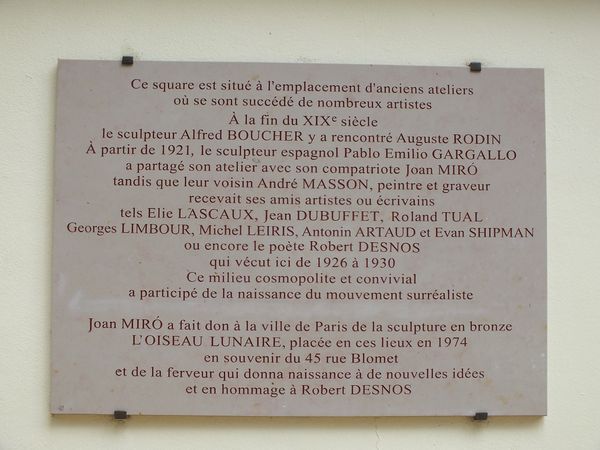 Ce square est situé à l'emplacement d'anciens ateliers
où se sont succédé de nombreux artistes
À la fin du XIXe siècle
le sculpteur Alfred BOUCHER y a rencontré Auguste RODIN
À partir de 1921, le sculpteur espagnol Pablo Emilio GARGALLO
a partagé son atelier avec son compatriote Joan MIRÓ
tandis que leur voisin André MASSON, peintre et graveur
recevait ses amis artistes ou écrivains
tels Elie LASCAUX, Jean DUBUFFET, Roland TUAL
Georges LIMBOUR, Michel LEIRIS, Antonin ARTAUD et Evan SHIPMAN
ou encore le poète Robert DESNOS
qui vécut ici de 1926 à 1930
Ce milieu cosmopolite et convivial
a participé de la naissance du mouvement surréaliste
Joan MIRÓ a fait don à la ville de Paris de la sculpture en bronze
L'OISEAU LUNAIRE, placée en ces lieux en 1974
en souvenir du 45 rue Blomet
et de la ferveur qui donna naissance à de nouvelles idées
et en hommage à Robert DESNOS